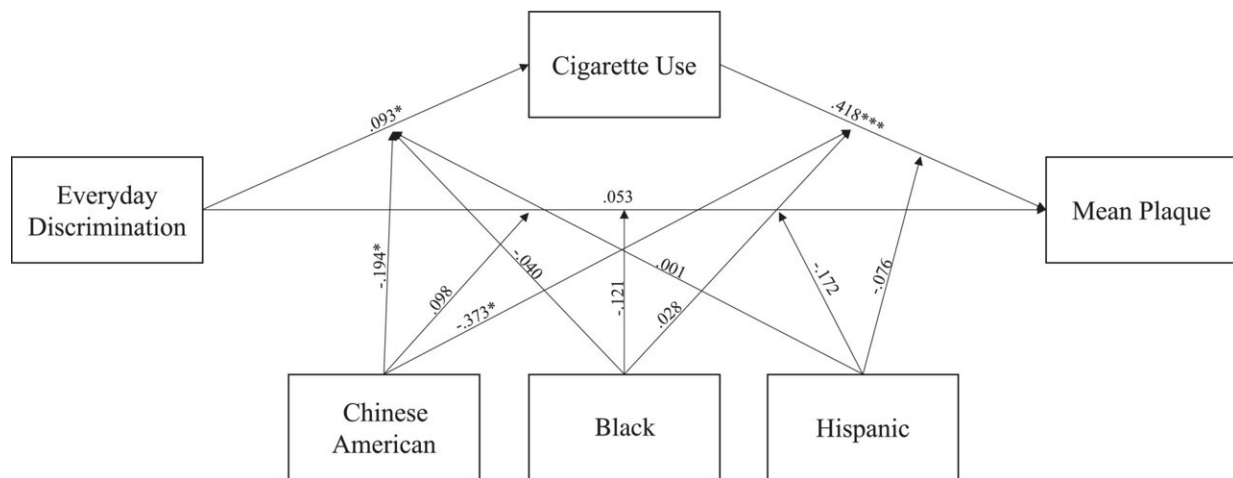 Cigarette Use
.093*
.418***
Everyday
Discrimination
.053
Mean Plaque
-.194*
.098
-.373*
-.040
-.121
.028
.001
-.172
-.076
Chinese
American
Black
Hispanic